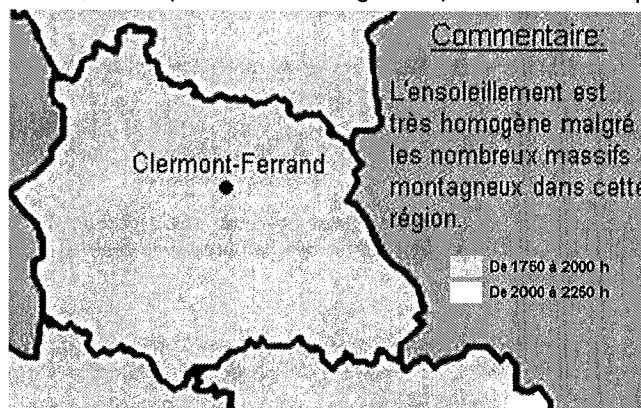 Commentaire:
L'ensoleillement est
très homogène malgré
les nombreux massifs
montagneux dans cette
région.
Clermont-Ferrand
De 1750 à 2000 h
De 2000 à 2250 h